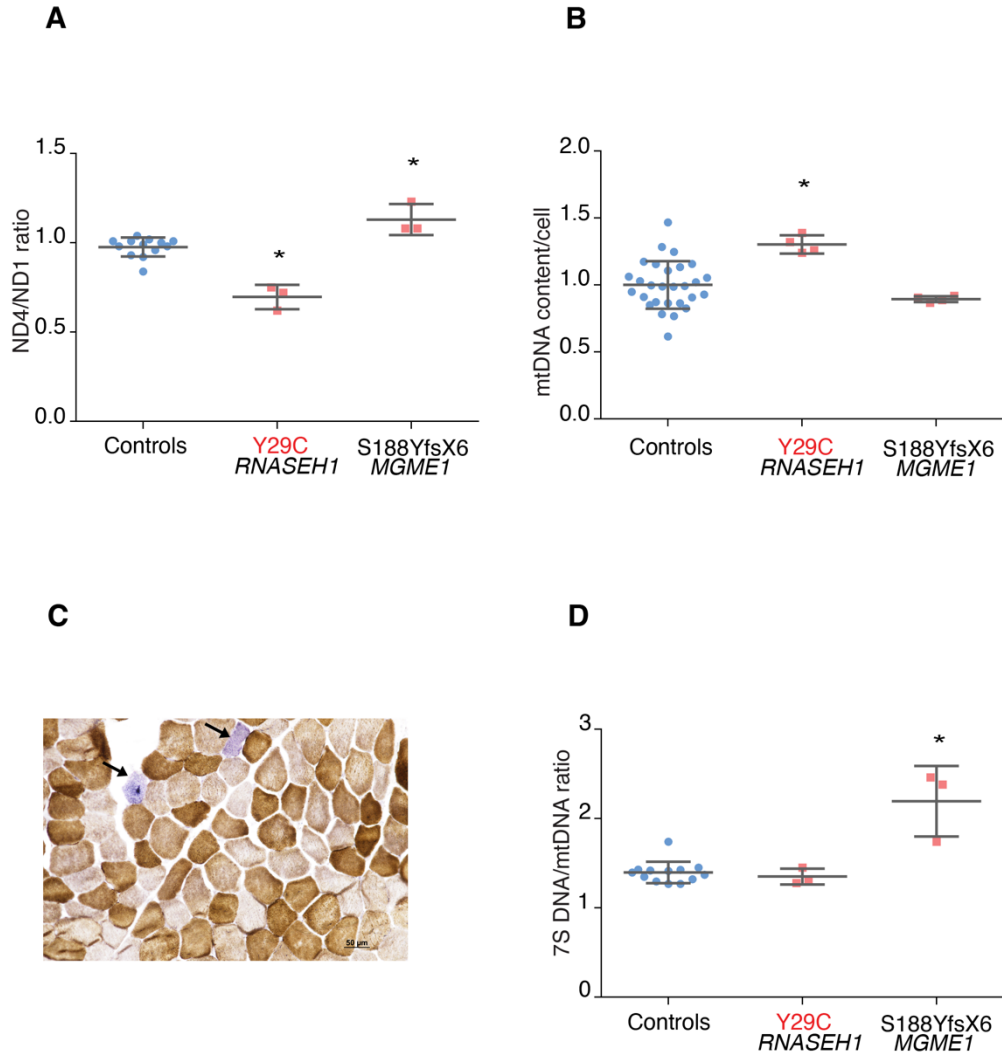 A
ND4/ND1 ratio
1.5
1.0
0.5
0.0
*
*
Controls
Y29C
RNASEH1
S188YfsX6
MGME1
B
mtDNA content/cell
2.0
1.5
1.0
0.5
0.0
*
Controls
Y29C
RNASEH1
S188YfsX6
MGME1
C
50 µm
D
7S DNA/mtDNA ratio
3
2
1
0
*
Controls
Y29C
RNASEH1
S188YfsX6
MGME1